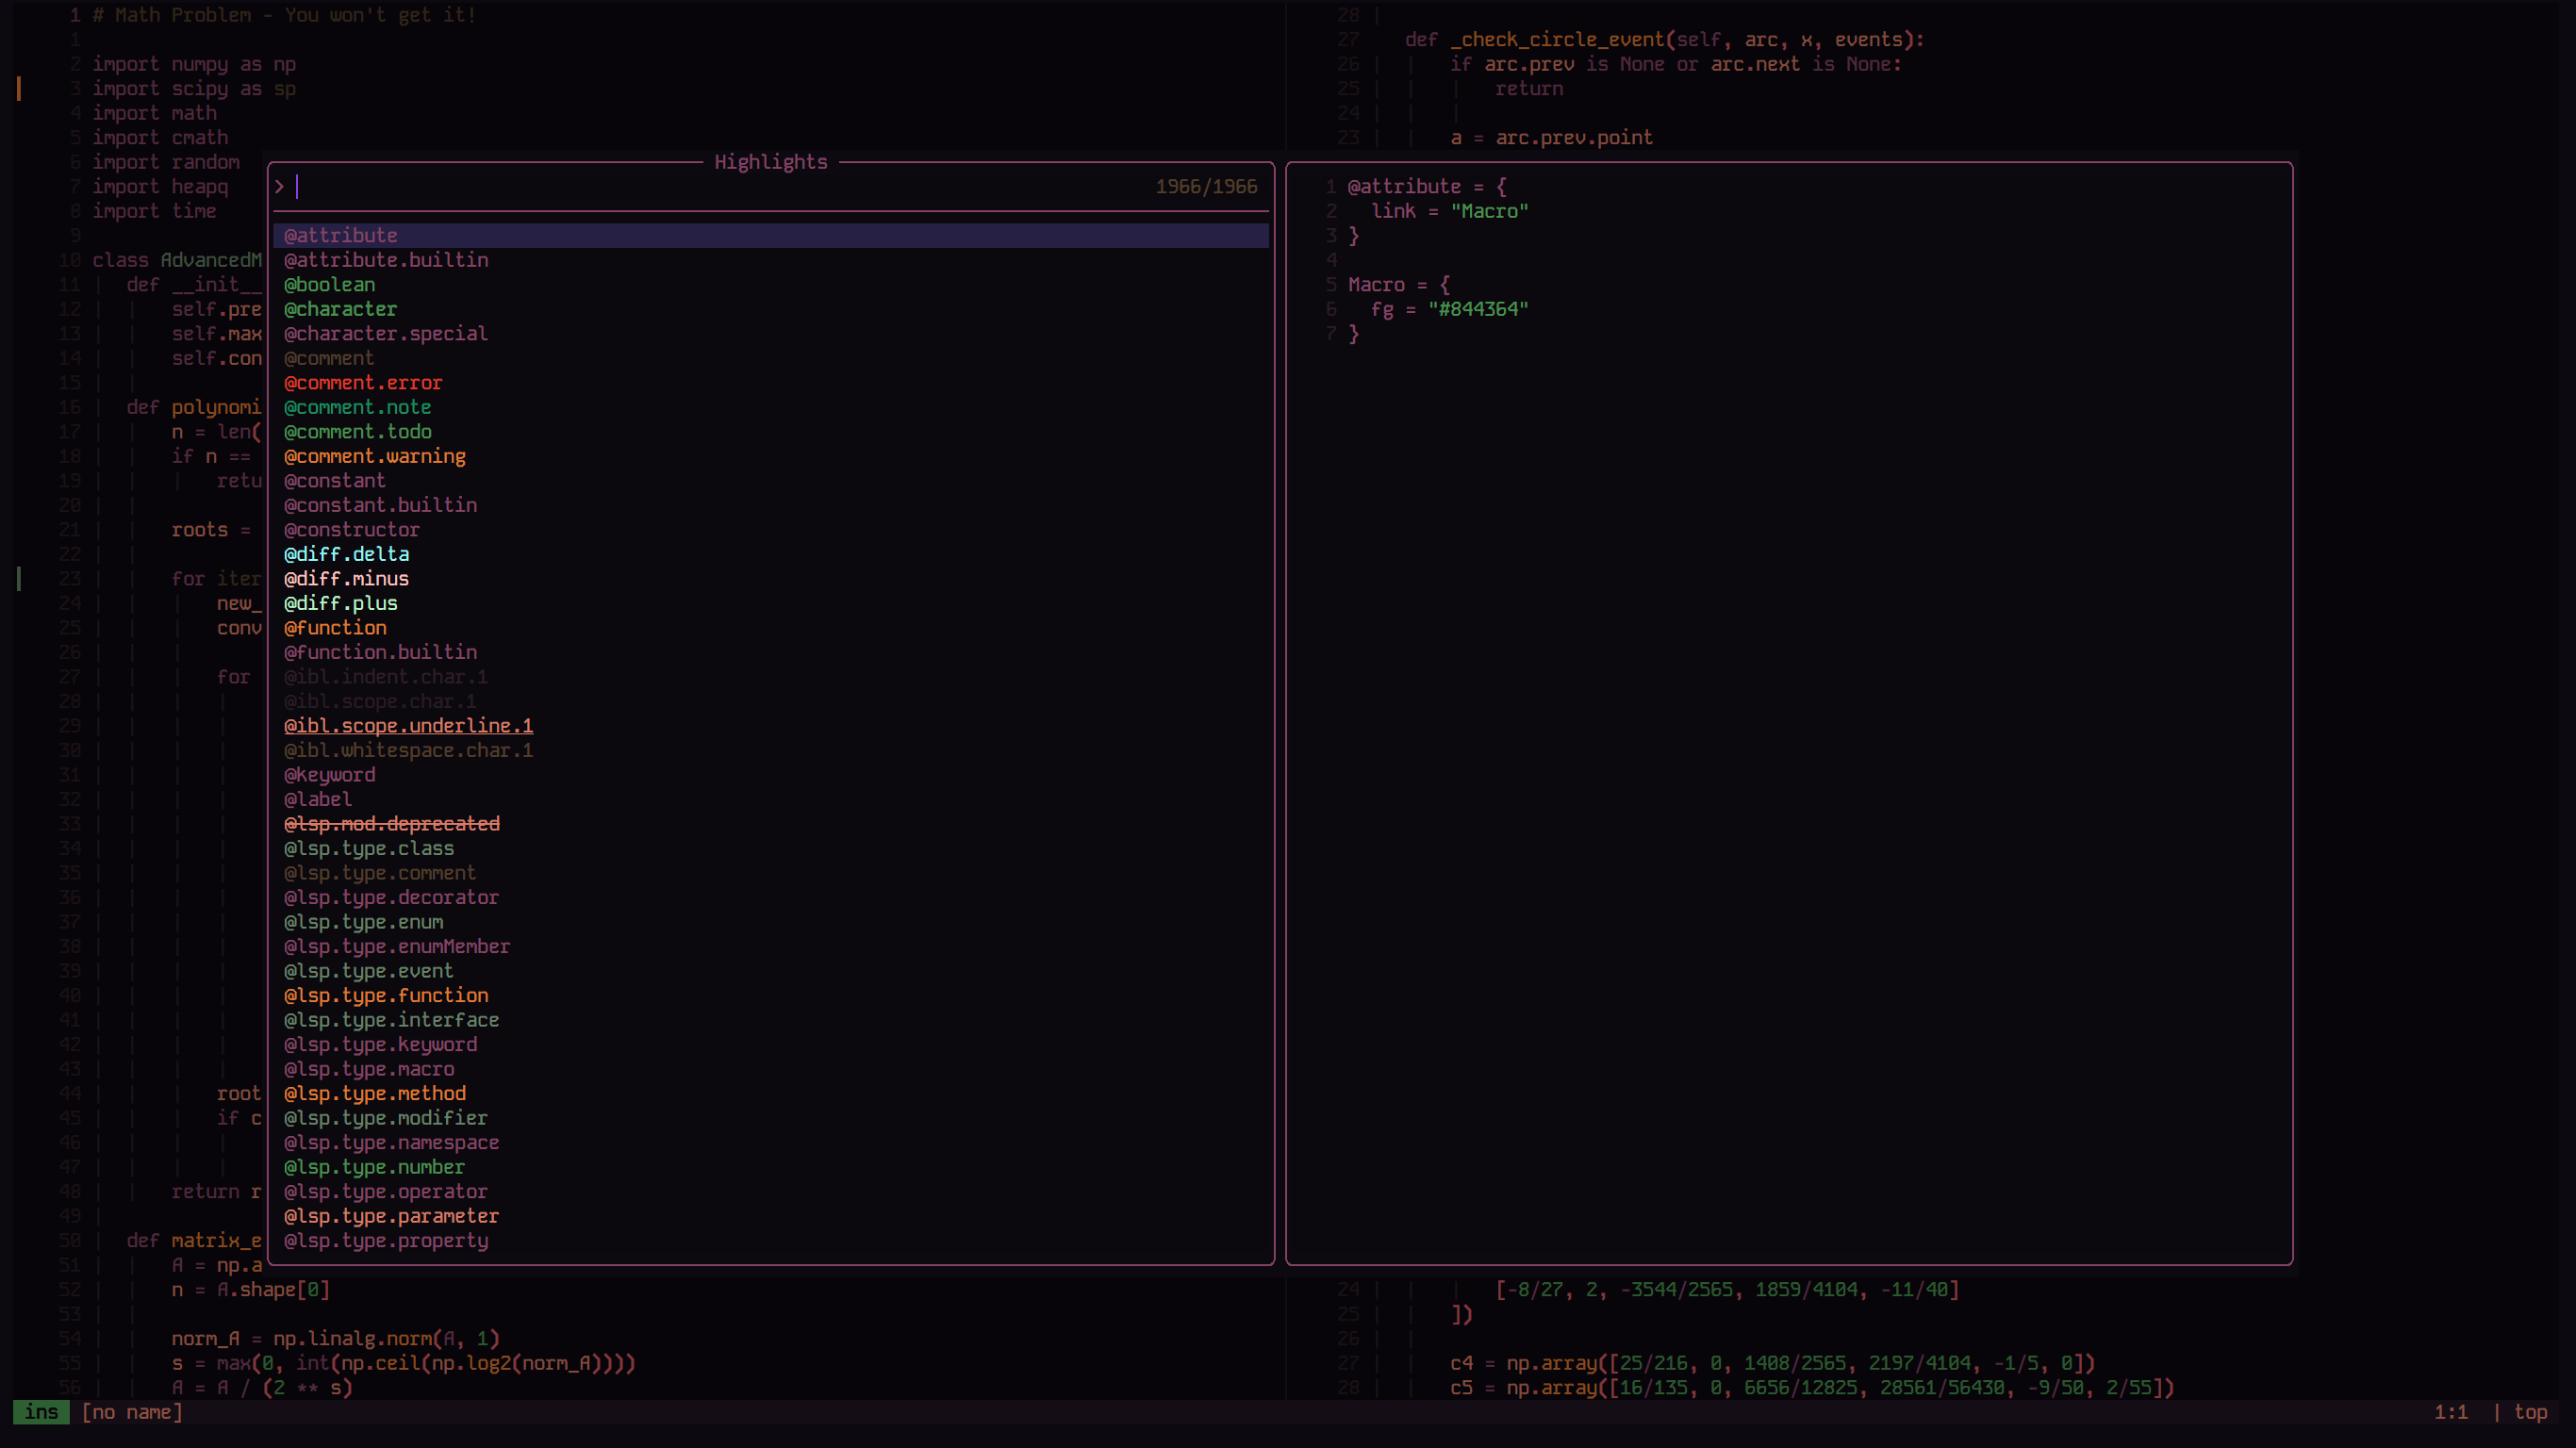 1 # Math Problem - You won't get it!
1
2 import numpy as np
3 import scipy as sp
4 import math
5 import cmath
6 import random
7 import heapq
8 import time
9
10 class AdvancedM
11 def __init__
12 self.pre
13 self.max
14 self.con
15
16 def polynomi
17 n = len(
18 if n ==
19 retu
20
21 roots =
22
23 for iter
24 new_
25 conv
26
27 for
28
29
30
31
32
33
34
35
36
37
38
39
40
41
42
43
44 root
45 if c
46
47
48 return r
49
50 def matrix_e
51 A = np.a
52 n = A.shape[0]
53
54 norm_A = np.linalg.norm(A, 1)
55 s = max(0, int(np.ceil(np.log2(norm_A))))
56 A = A / (2 ** s)
28
27 def _check_circle_event(self, arc, x, events):
26 if arc.prev is None or arc.next is None:
25 return
24
23 a = arc.prev.point
Highlights
> 1966/1966
@attribute
@attribute.builtin
@boolean
@character
@character.special
@comment
@comment.error
@comment.note
@comment.todo
@comment.warning
@constant
@constant.builtin
@constructor
@diff.delta
@diff.minus
@diff.plus
@function
@function.builtin
@ibl.indent.char.1
@ibl.scope.char.1
@ibl.scope.underline.1
@ibl.whitespace.char.1
@keyword
@label
@lsp.mod.deprecated
@lsp.type.class
@lsp.type.comment
@lsp.type.decorator
@lsp.type.enum
@lsp.type.enumMember
@lsp.type.event
@lsp.type.function
@lsp.type.interface
@lsp.type.keyword
@lsp.type.macro
@lsp.type.method
@lsp.type.modifier
@lsp.type.namespace
@lsp.type.number
@lsp.type.operator
@lsp.type.parameter
@lsp.type.property
1 @attribute = {
2 link = "Macro"
3 }
4
5 Macro = {
6 fg = "#844364"
7 }
24 [-8/27, 2, -3544/2565, 1859/4104, -11/40]
25 ])
26
27 c4 = np.array([25/216, 0, 1408/2565, 2197/4104, -1/5, 0])
28 c5 = np.array([16/135, 0, 6656/12825, 28561/56430, -9/50, 2/55])
ins [no name] 1:1 | top